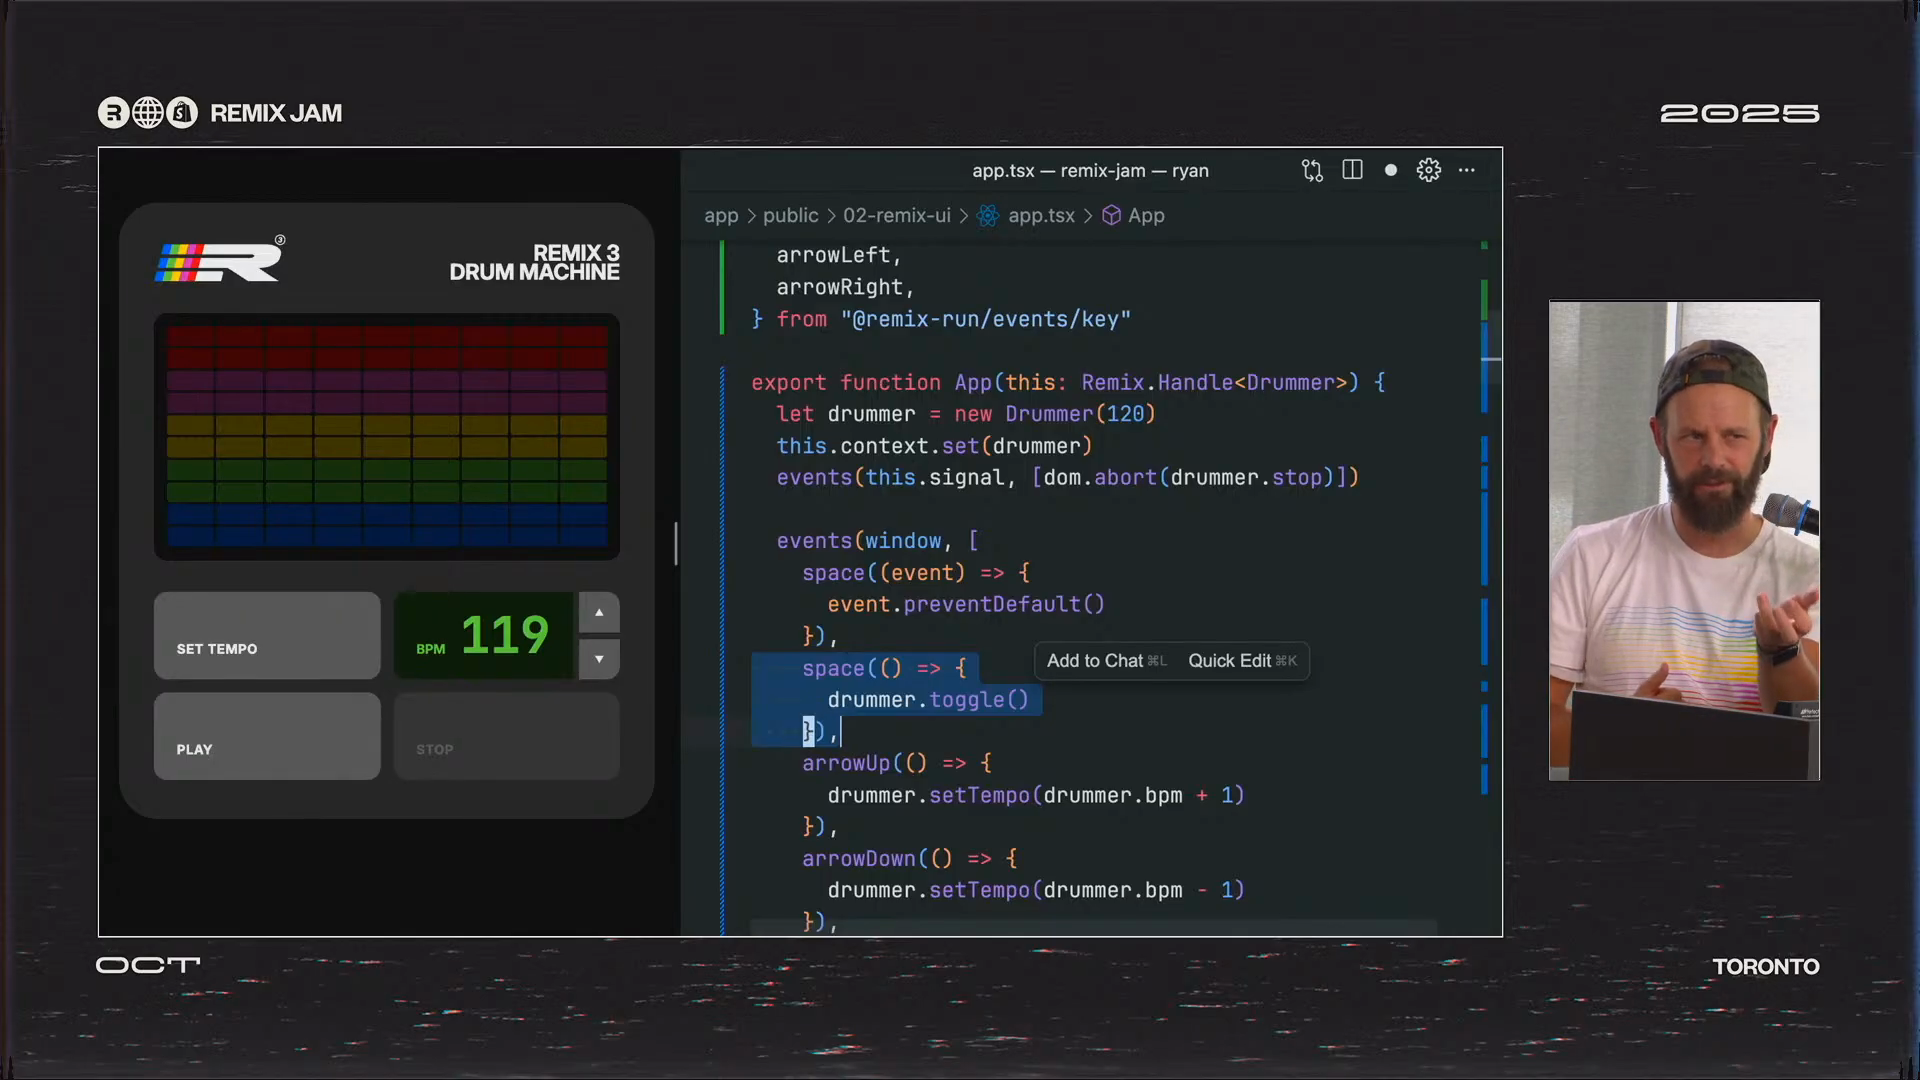 REMIX JAM
2025
R 3
REMIX 3
DRUM MACHINE
SET TEMPO
BPM 119
▲
▼
PLAY
STOP
app.tsx — remix-jam — ryan
app > public > 02-remix-ui > app.tsx > App
arrowLeft,
arrowRight,
} from "@remix-run/events/key"
export function App(this: Remix.Handle<Drummer>) {
let drummer = new Drummer(120)
this.context.set(drummer)
events(this.signal, [dom.abort(drummer.stop)])
events(window, [
space((event) => {
event.preventDefault()
}),
space(() => {
drummer.toggle()
}),
Add to Chat ⌘L Quick Edit ⌘K
arrowUp(() => {
drummer.setTempo(drummer.bpm + 1)
}),
arrowDown(() => {
drummer.setTempo(drummer.bpm - 1)
}),
OCT
TORONTO